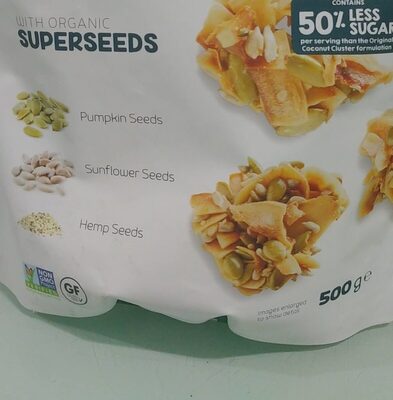 WITH ORGANIC
SUPERSEEDS
CONTAINS
50% LESS
SUGAR
per serving than the Original
Coconut Cluster formulation
Pumpkin Seeds
Sunflower Seeds
Hemp Seeds
NON
GMO
GF
Images enlarged
to show detail
500g e